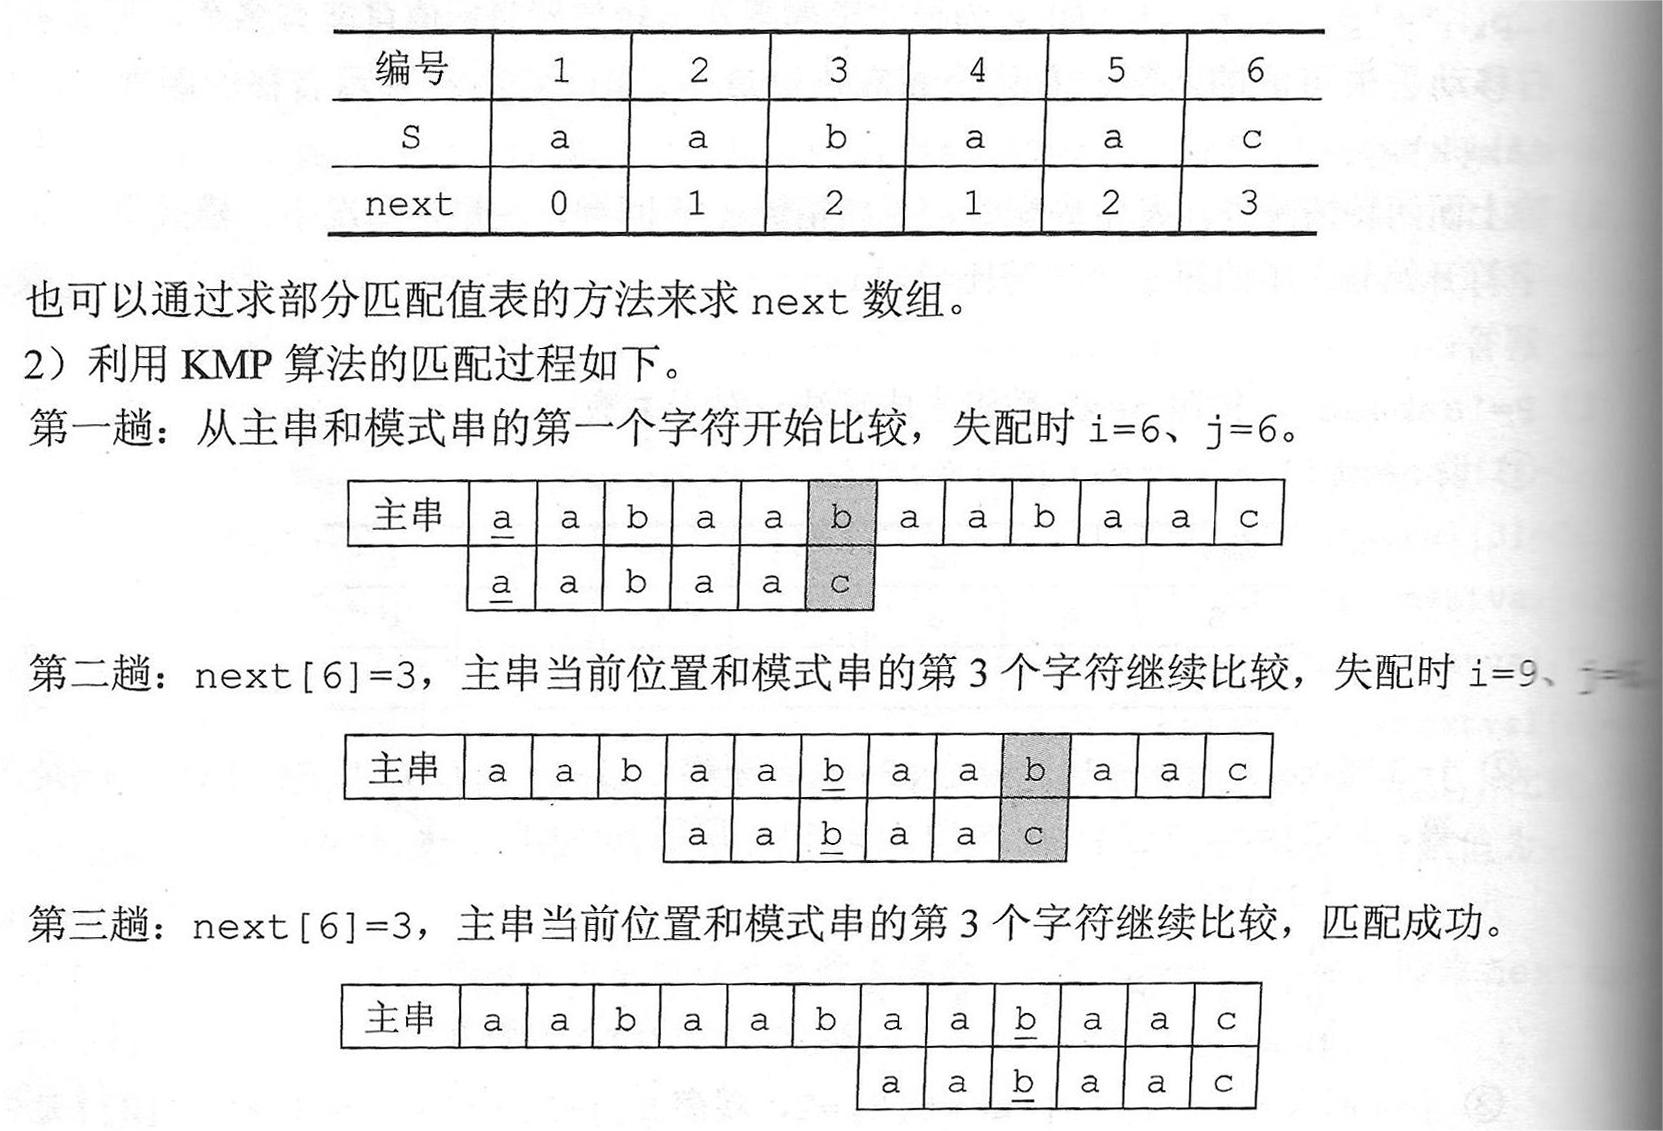 编号 1 2 3 4 5 6
S a a b a a c
next 0 1 2 1 2 3
也可以通过求部分匹配值表的方法来求 next 数组。
2）利用 KMP 算法的匹配过程如下。
第一趟：从主串和模式串的第一个字符开始比较，失配时 i=6、j=6。
主串 a a b a a b a a b a a c
a a b a a c
第二趟：next[6]=3，主串当前位置和模式串的第 3 个字符继续比较，失配时 i=9、
主串 a a b a a b a a b a a c
a a b a a c
第三趟：next[6]=3，主串当前位置和模式串的第 3 个字符继续比较，匹配成功。
主串 a a b a a b a a b a a c
a a b a a c